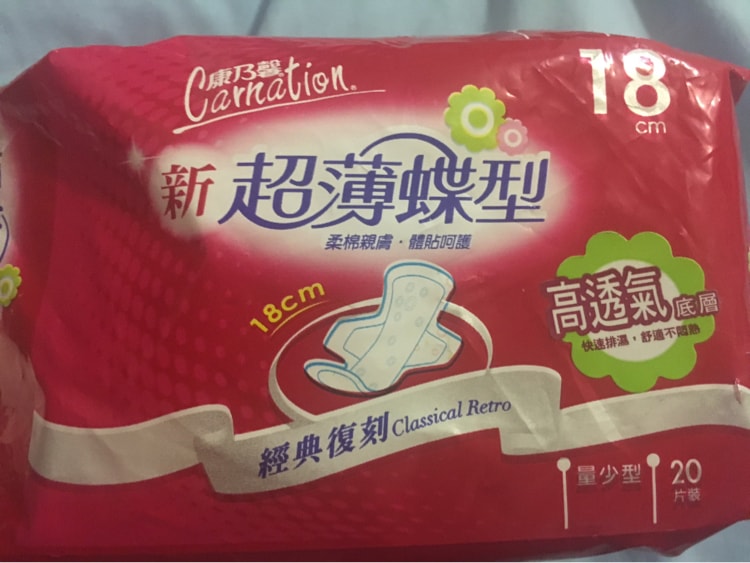 康乃馨
Carnation®
18
cm
新 超薄蝶型
柔棉親膚・體貼呵護
18cm
高透氣底層
快速排濕，舒適不悶熱
經典復刻 Classical Retro
量少型
20
片裝